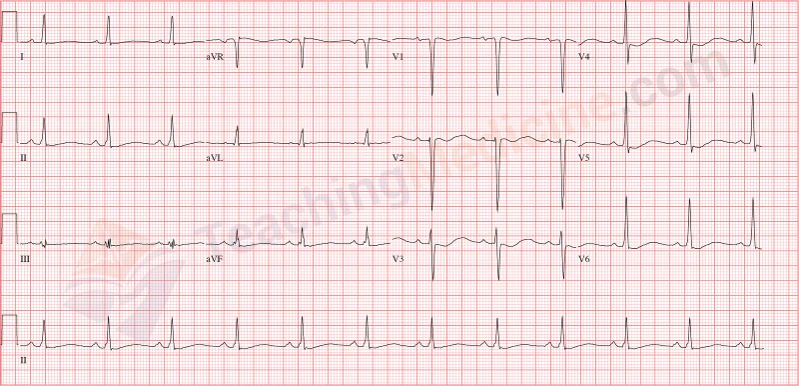 I aVR V1 V4
II aVL V2 V5
III aVF V3 V6
II
TeachingMedicine.com